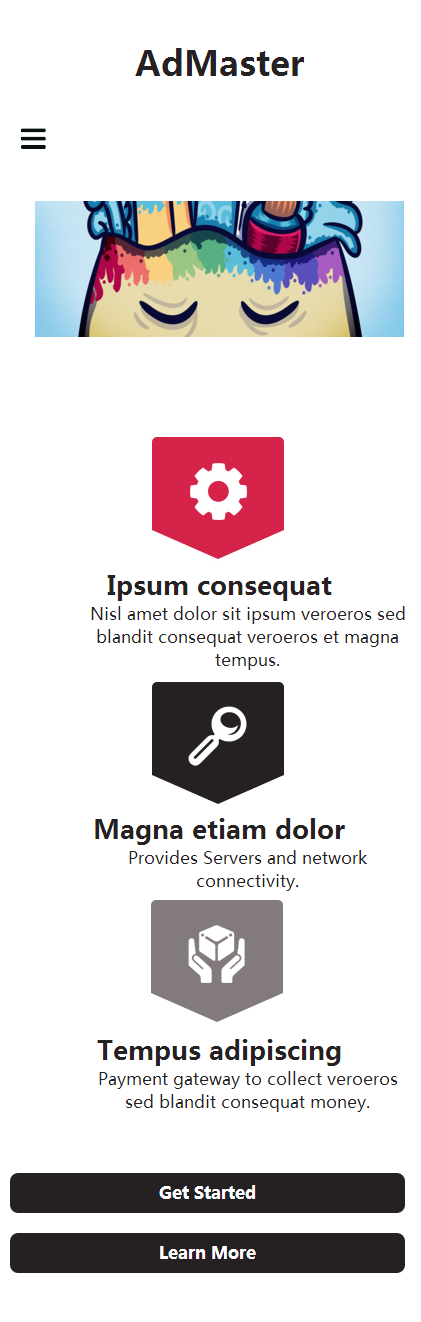 AdMaster
Ipsum consequat
Nisl amet dolor sit ipsum veroeros sed
blandit consequat veroeros et magna
tempus.
Magna etiam dolor
Provides Servers and network
connectivity.
Tempus adipiscing
Payment gateway to collect veroeros
sed blandit consequat money.
Get Started
Learn More